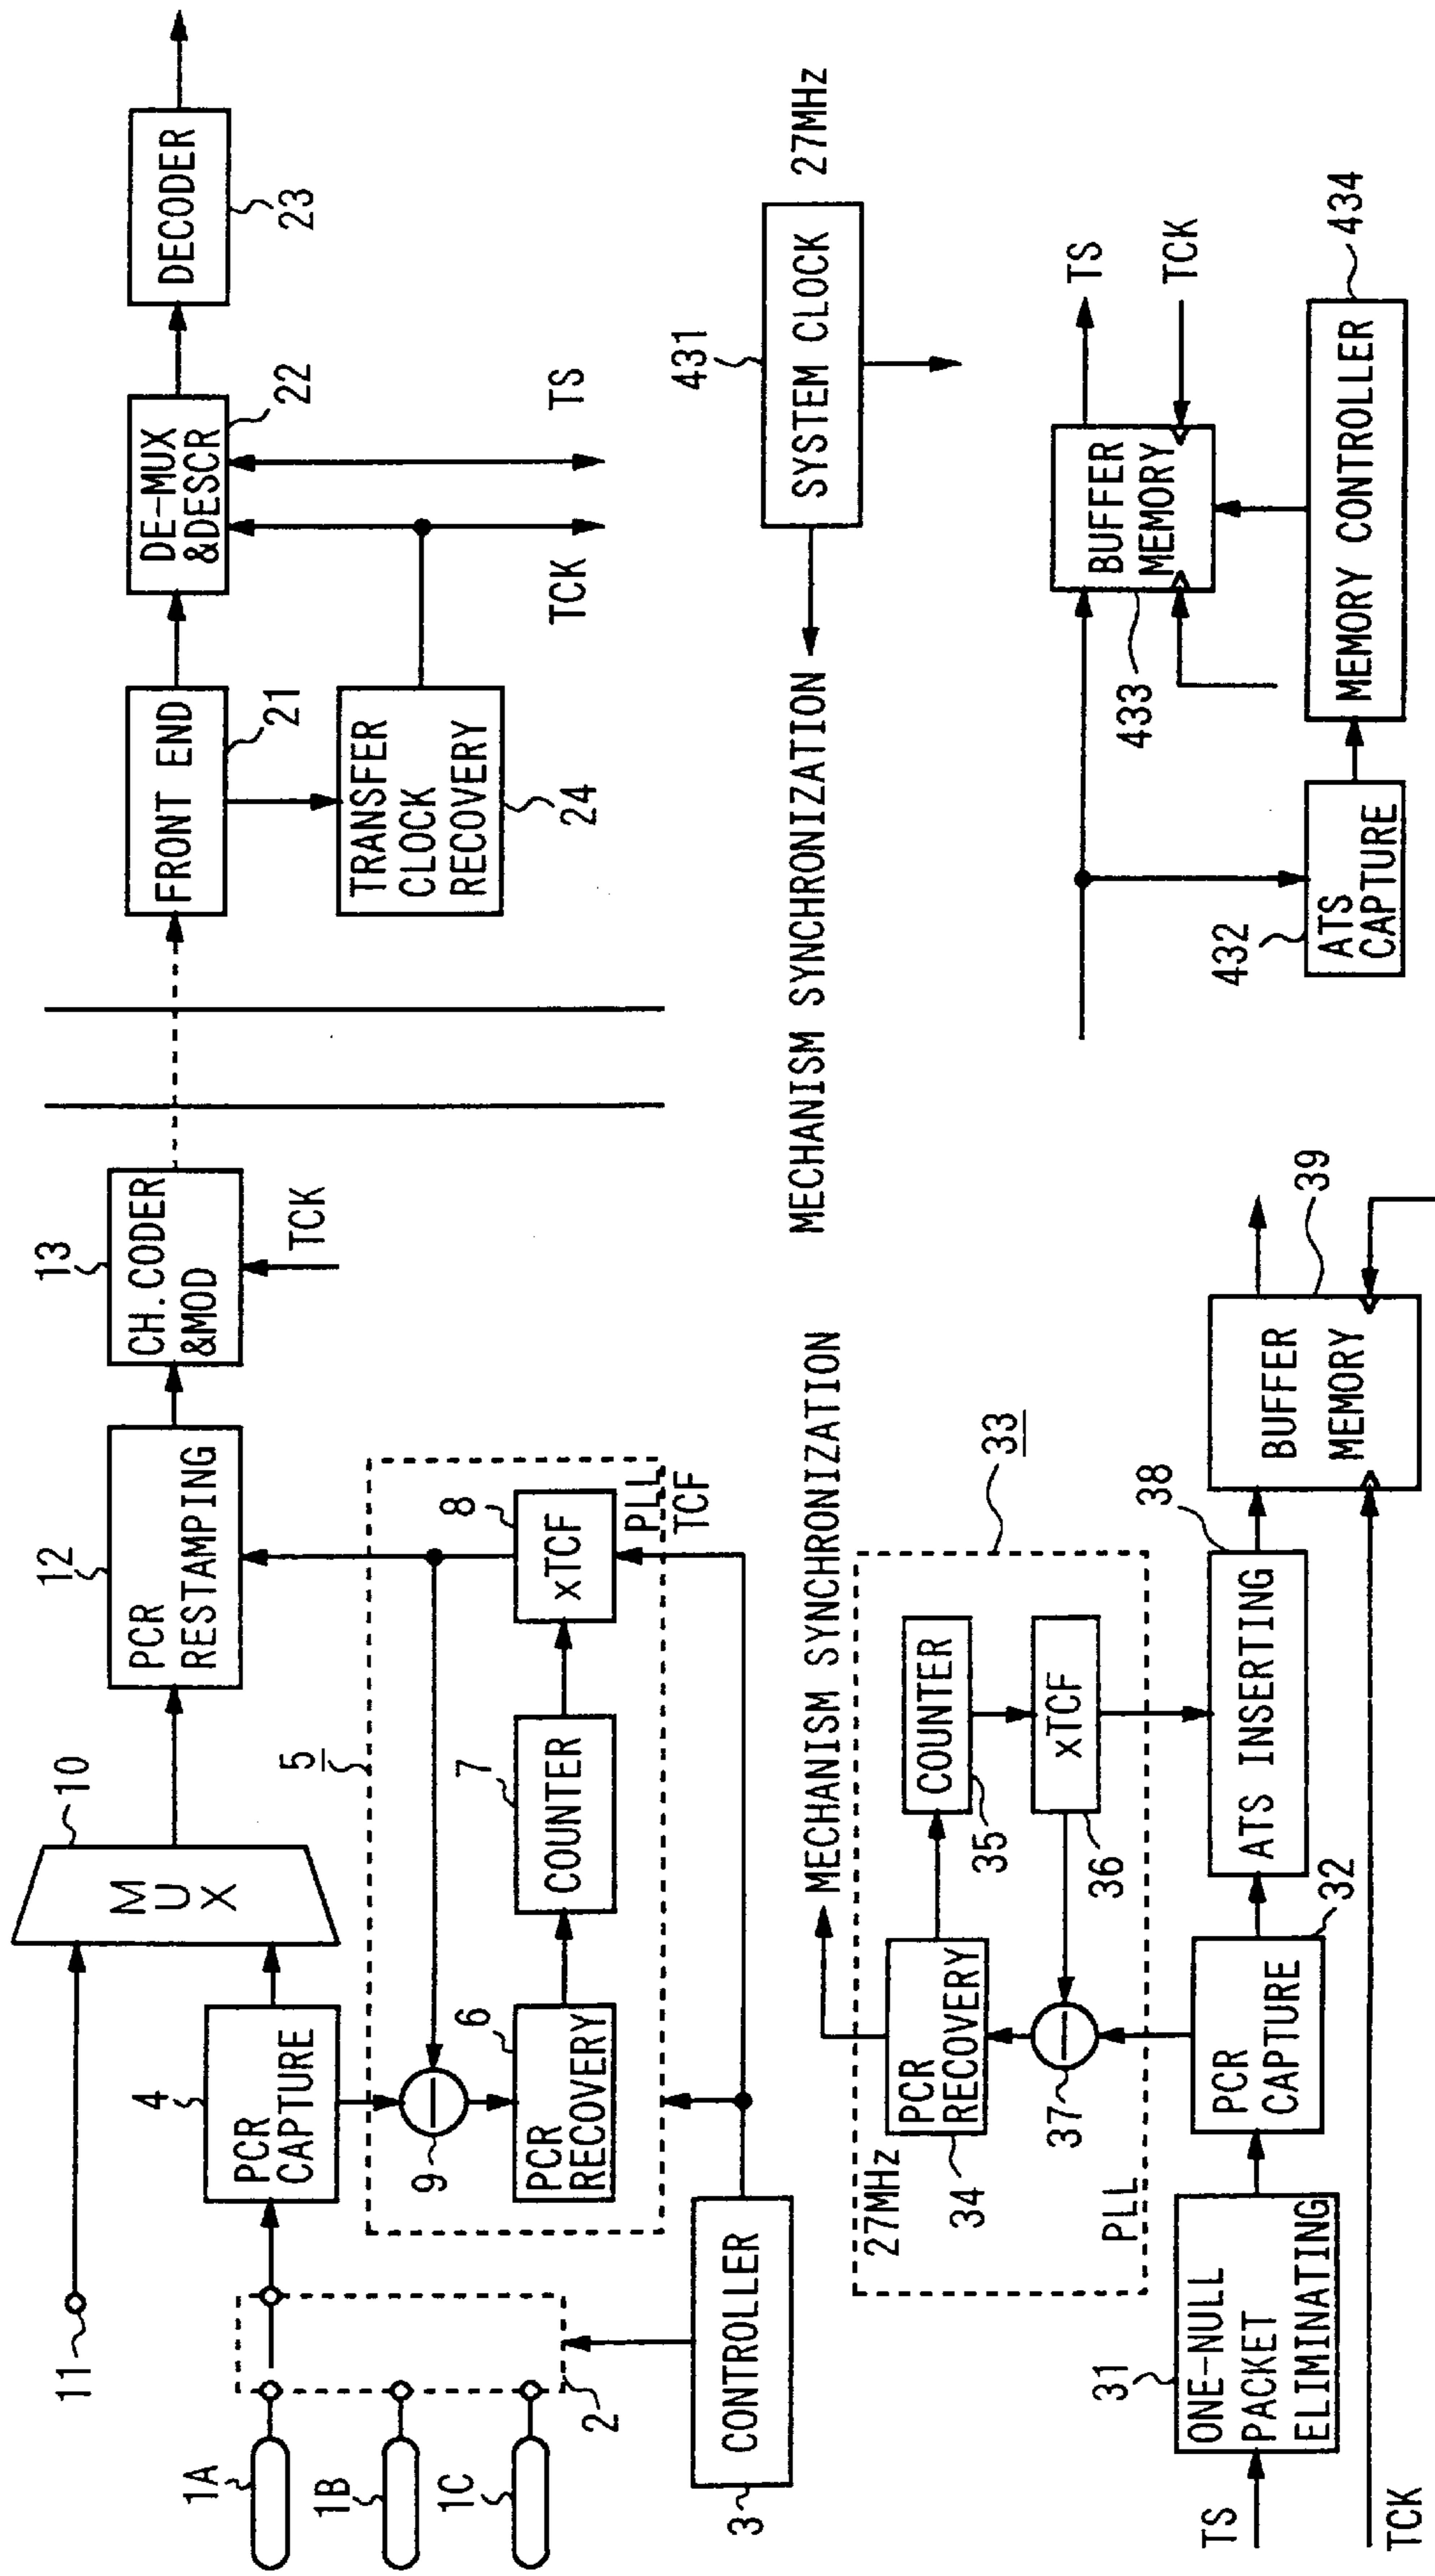 11
1A
1B
1C
2
3
CONTROLLER
4
PCR
CAPTURE
10
MUX
12
PCR
RESTAMPING
13
CH.CODER
&MOD
TCK
5
9
6
PCR
RECOVERY
7
COUNTER
8
xTCF
PLL
TCF
FRONT END
21
TRANSFER
CLOCK
RECOVERY
24
DE-MUX
&DESCR
22
TCK
TS
DECODER
23
MECHANISM SYNCHRONIZATION
27MHz
34
PCR
RECOVERY
COUNTER
35
xTCF
36
37
PLL
33
TS
31
ONE-NULL
PACKET
ELIMINATING
PCR
CAPTURE
32
ATS INSERTING
38
BUFFER
MEMORY
39
TCK
MECHANISM SYNCHRONIZATION
431
SYSTEM CLOCK
27MHz
432
ATS
CAPTURE
433
BUFFER
MEMORY
TS
TCK
MEMORY CONTROLLER
434